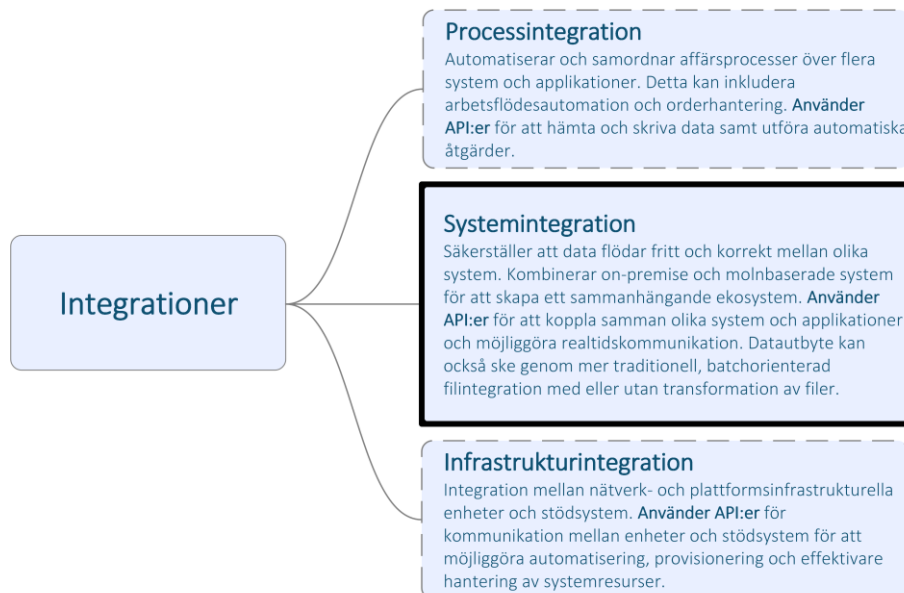 Processintegration
Automatiserar och samordnar affärsprocesser över flera
system och applikationer. Detta kan inkludera
arbetsflödesautomation och orderhantering. Använder
API:er för att hämta och skriva data samt utföra automatiska
åtgärder.
Systemintegration
Säkerställer att data flödar fritt och korrekt mellan olika
system. Kombinerar on-premise och molnbaserade system
för att skapa ett sammanhängande ekosystem. Använder
API:er för att koppla samman olika system och applikationer
och möjliggöra realtidskommunikation. Datautbyte kan
också ske genom mer traditionell, batchorienterad
filintegration med eller utan transformation av filer.
Integrationer
Infrastrukturintegration
Integration mellan nätverk- och plattformsinfrastrukturella
enheter och stödsystem. Använder API:er för
kommunikation mellan enheter och stödsystem för att
möjliggöra automatisering, provisionering och effektivare
hantering av systemresurser.